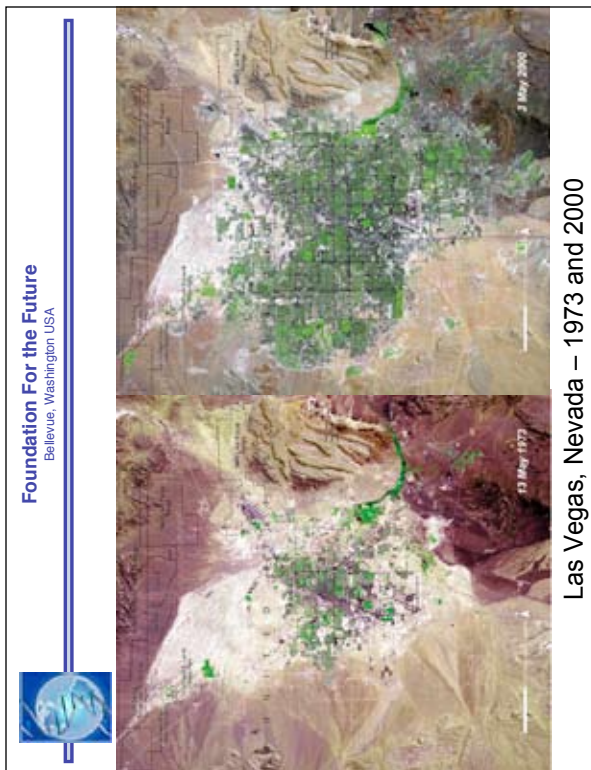 Foundation For the Future
Bellevue, Washington USA
13 May 1973
3 May 2000
Las Vegas, Nevada – 1973 and 2000